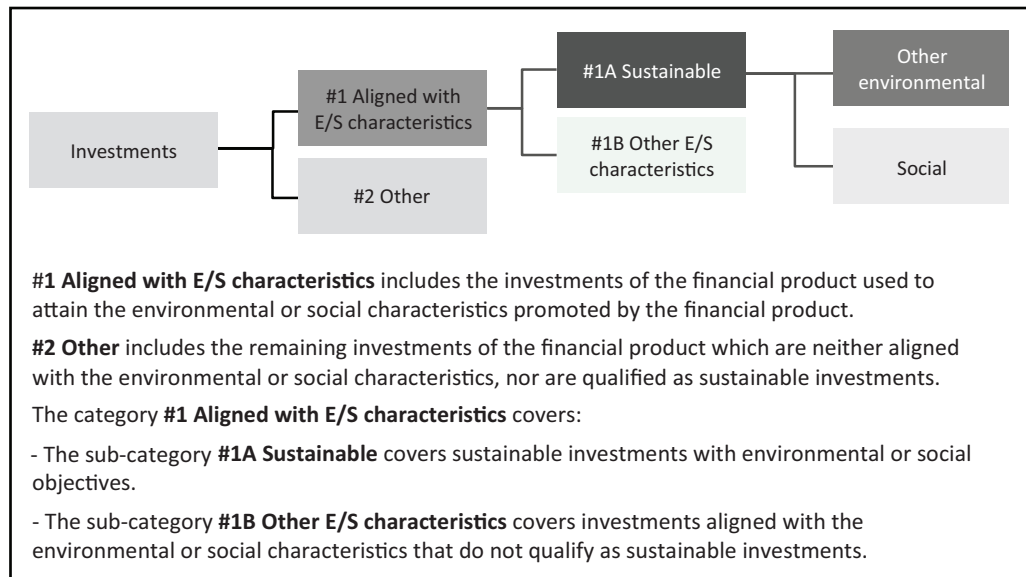 Investments
#1 Aligned with
E/S characteristics
#2 Other
#1A Sustainable
#1B Other E/S
characteristics
Other
environmental
Social
#1 Aligned with E/S characteristics includes the investments of the financial product used to
attain the environmental or social characteristics promoted by the financial product.
#2 Other includes the remaining investments of the financial product which are neither aligned
with the environmental or social characteristics, nor are qualified as sustainable investments.
The category #1 Aligned with E/S characteristics covers:
- The sub-category #1A Sustainable covers sustainable investments with environmental or social
objectives.
- The sub-category #1B Other E/S characteristics covers investments aligned with the
environmental or social characteristics that do not qualify as sustainable investments.